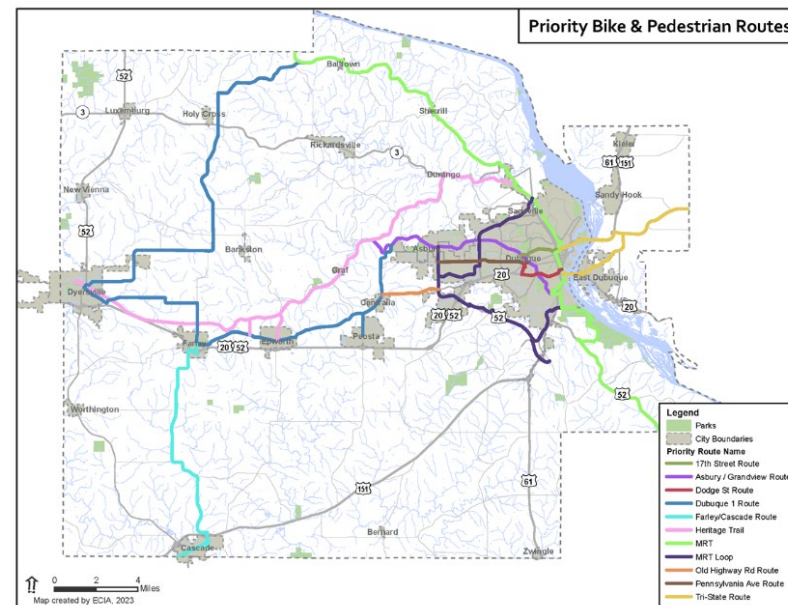 Priority Bike & Pedestrian Routes
52
Balltown
3
Luxemburg
Holy Cross
Sherrill
Rickardsville
3
Kieler
61 151
New Vienna
Durango
Sandy Hook
Sageville
52
Bankston
Asbury
Graf
Dubuque
20
East Dubuque
Dyersville
Centralia
20
20 52
52
Farley
20 52
Epworth
Peosta
52
Worthington
151
61
Bernard
Cascade
Zwingle
Legend
Parks
City Boundaries
Priority Route Name
17th Street Route
Asbury / Grandview Route
Dodge St Route
Dubuque 1 Route
Farley/Cascade Route
Heritage Trail
MRT
MRT Loop
Old Highway Rd Route
Pennsylvania Ave Route
Tri-State Route
0 2 4
Miles
Map created by ECIA, 2023